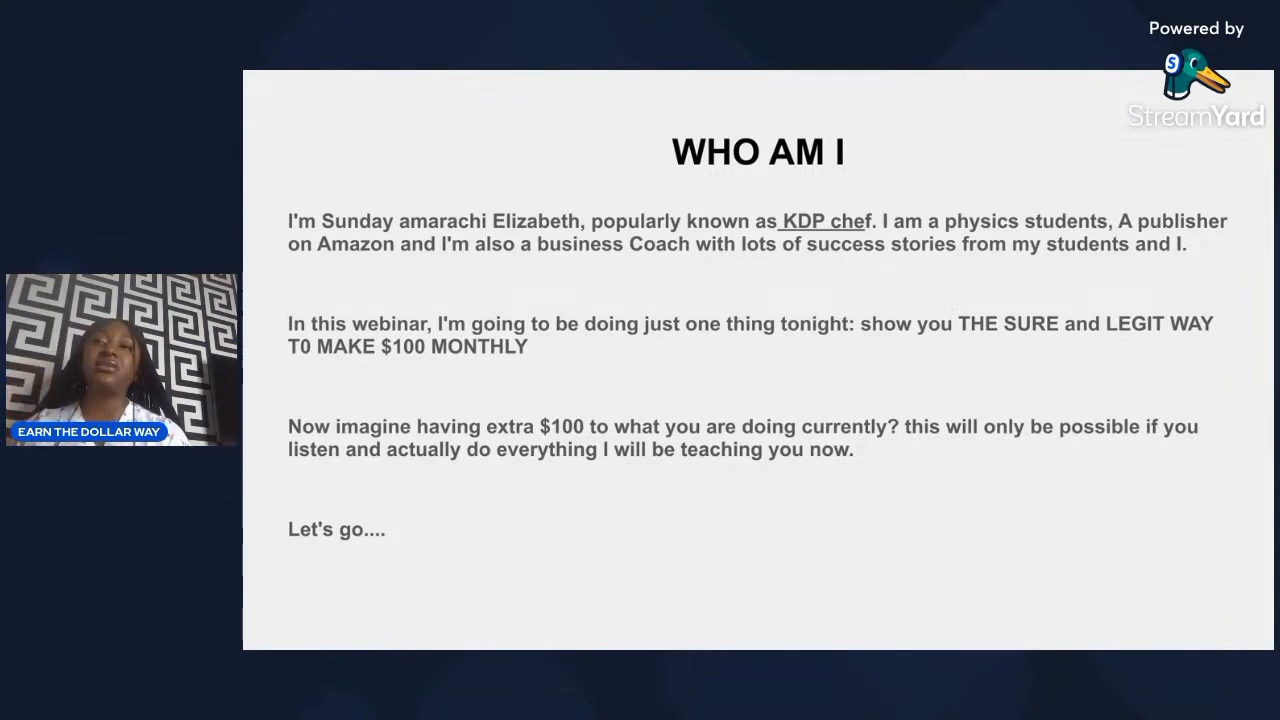 Powered by
S
StreamYard
WHO AM I
I'm Sunday amarachi Elizabeth, popularly known as KDP chef. I am a physics students, A publisher
on Amazon and I'm also a business Coach with lots of success stories from my students and I.
In this webinar, I'm going to be doing just one thing tonight: show you THE SURE and LEGIT WAY
T0 MAKE $100 MONTHLY
Now imagine having extra $100 to what you are doing currently? this will only be possible if you
listen and actually do everything I will be teaching you now.
Let's go....
EARN THE DOLLAR WAY